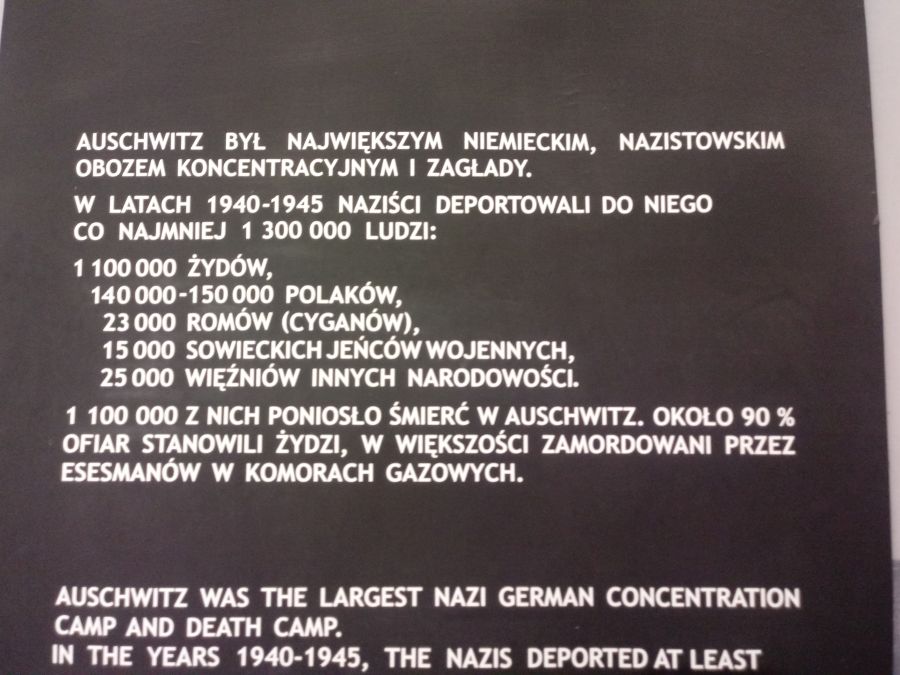 AUSCHWITZ BYŁ NAJWIĘKSZYM NIEMIECKIM, NAZISTOWSKIM
OBOZEM KONCENTRACYJNYM I ZAGŁADY.
W LATACH 1940-1945 NAZIŚCI DEPORTOWALI DO NIEGO
CO NAJMNIEJ 1 300 000 LUDZI:
1 100 000 ŻYDÓW,
140 000-150 000 POLAKÓW,
23 000 ROMÓW (CYGANÓW),
15 000 SOWIECKICH JEŃCÓW WOJENNYCH,
25 000 WIĘŹNIÓW INNYCH NARODOWOŚCI.
1 100 000 Z NICH PONIOSŁO ŚMIERĆ W AUSCHWITZ. OKOŁO 90 %
OFIAR STANOWILI ŻYDZI, W WIĘKSZOŚCI ZAMORDOWANI PRZEZ
ESESMANÓW W KOMORACH GAZOWYCH.
AUSCHWITZ WAS THE LARGEST NAZI GERMAN CONCENTRATION
CAMP AND DEATH CAMP.
IN THE YEARS 1940-1945, THE NAZIS DEPORTED AT LEAST